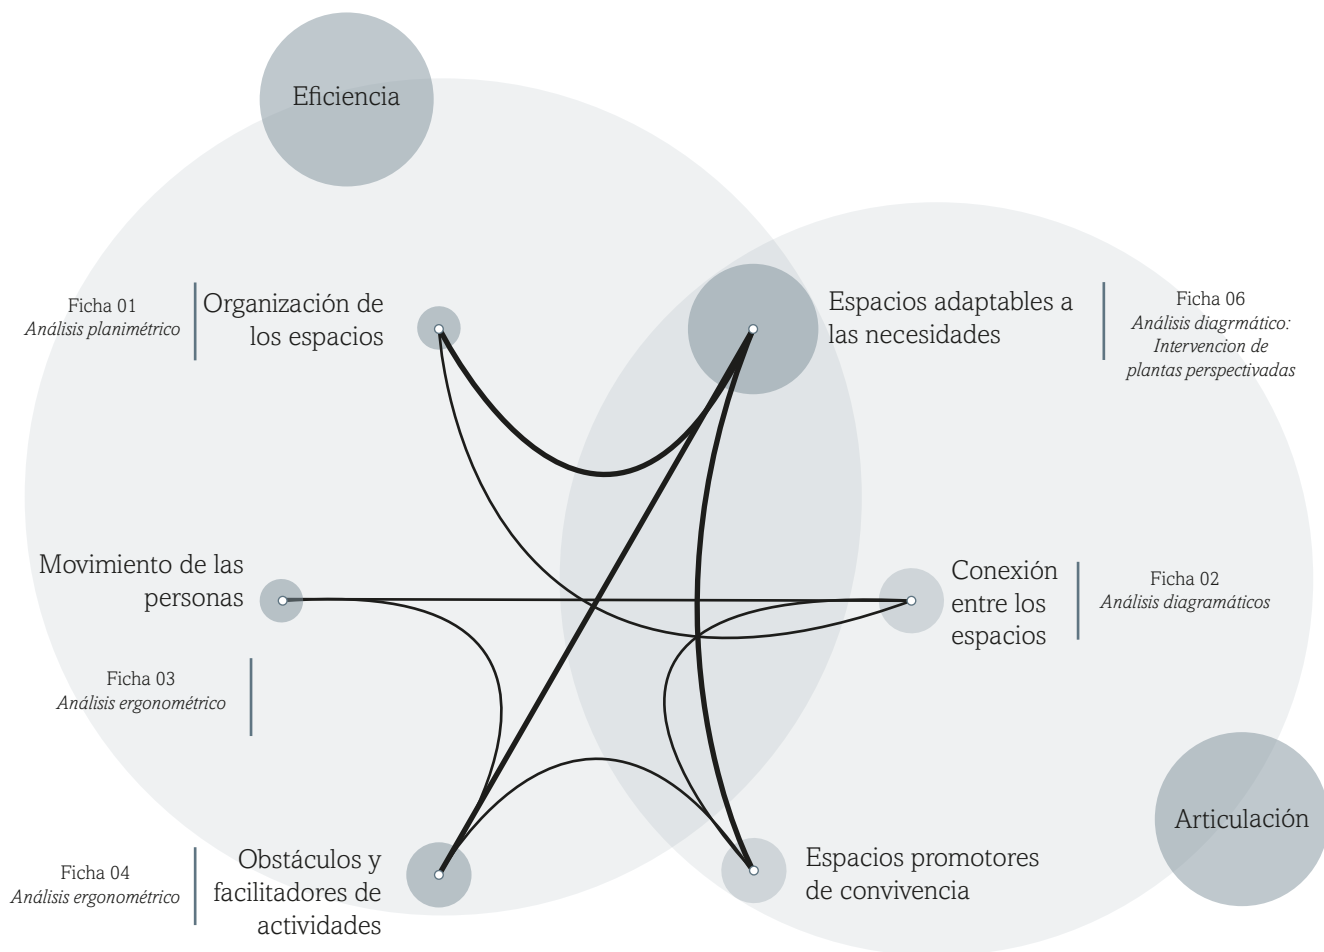 Eficiencia
Ficha 01
Análisis planimétrico
Organización de
los espacios
Espacios adaptables a
las necesidades
Ficha 06
Análisis diagrmático:
Intervencion de
plantas perspectivadas
Movimiento de las
personas
Conexión
entre los
espacios
Ficha 02
Análisis diagramáticos
Ficha 03
Análisis ergonométrico
Articulación
Ficha 04
Análisis ergonométrico
Obstáculos y
facilitadores de
actividades
Espacios promotores
de convivencia